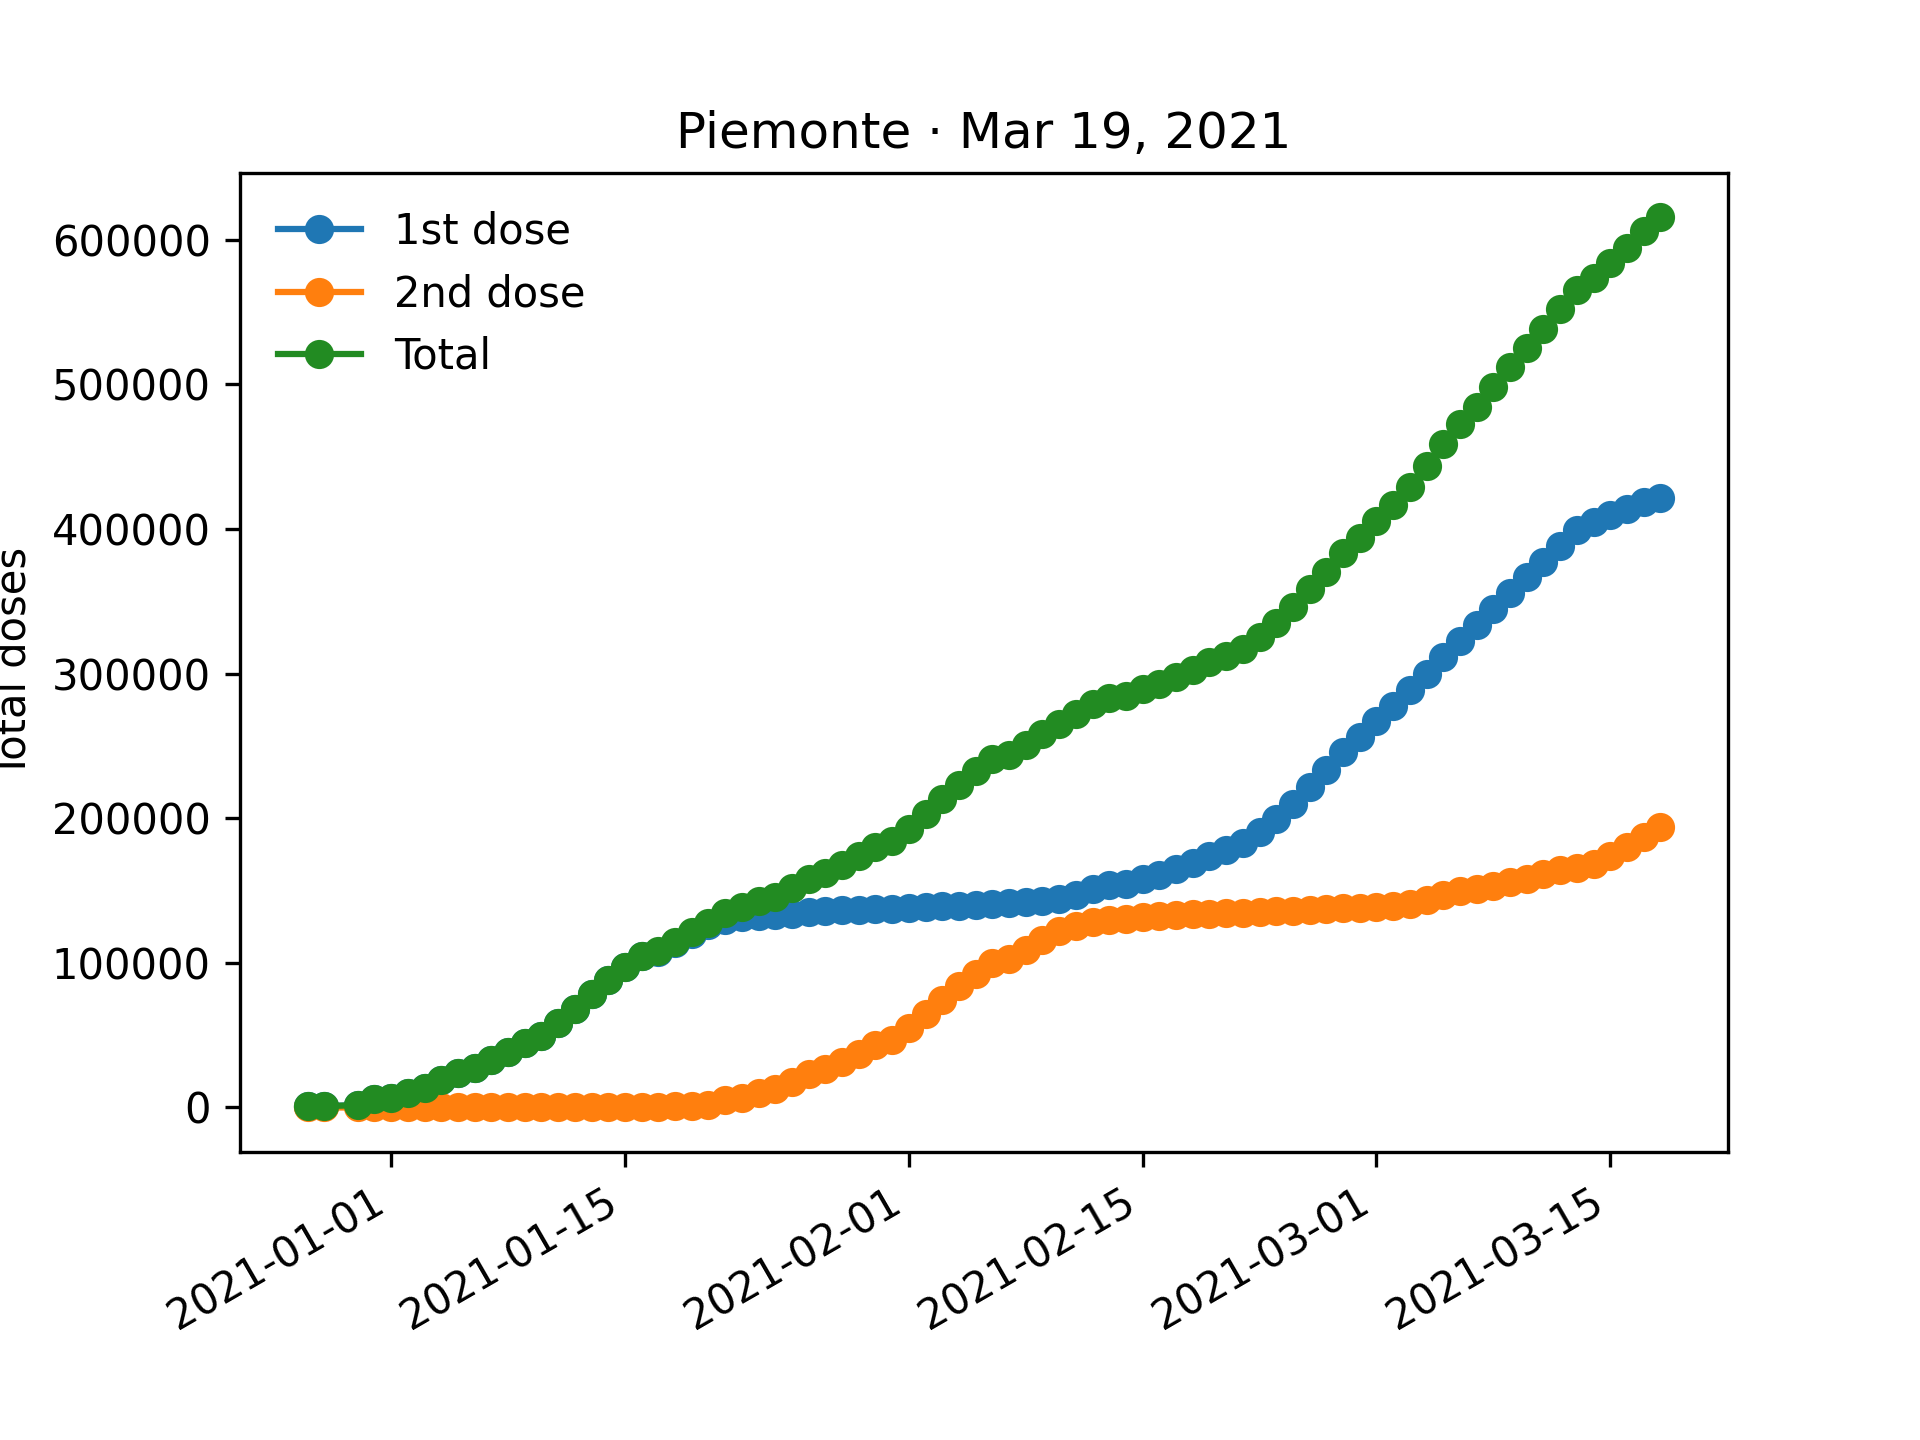 Piemonte · Mar 19, 2021
1st dose
2nd dose
Total
600000
500000
400000
300000
200000
100000
0
Total doses
2021-01-01
2021-01-15
2021-02-01
2021-02-15
2021-03-01
2021-03-15